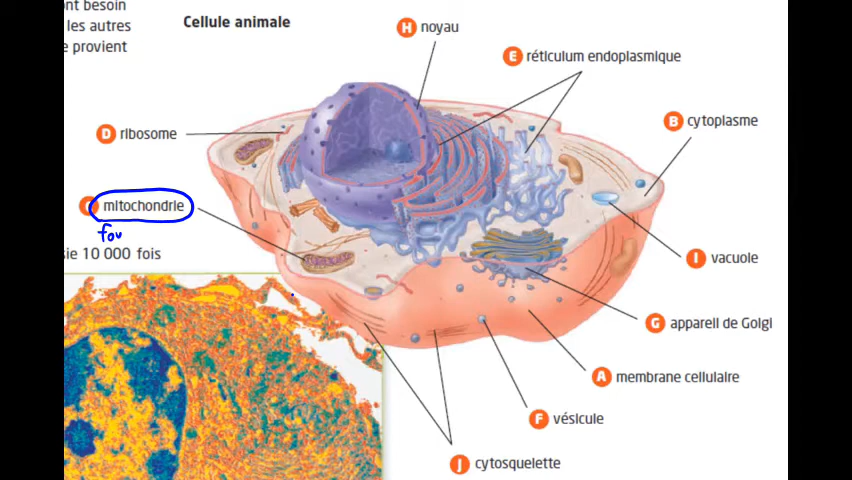 ont besoin
les autres
e provient
Cellule animale
H noyau
E réticulum endoplasmique
D ribosome
B cytoplasme
mitochondrie
fou
sie 10 000 fois
I vacuole
G appareil de Golgi
A membrane cellulaire
F vésicule
J cytosquelette